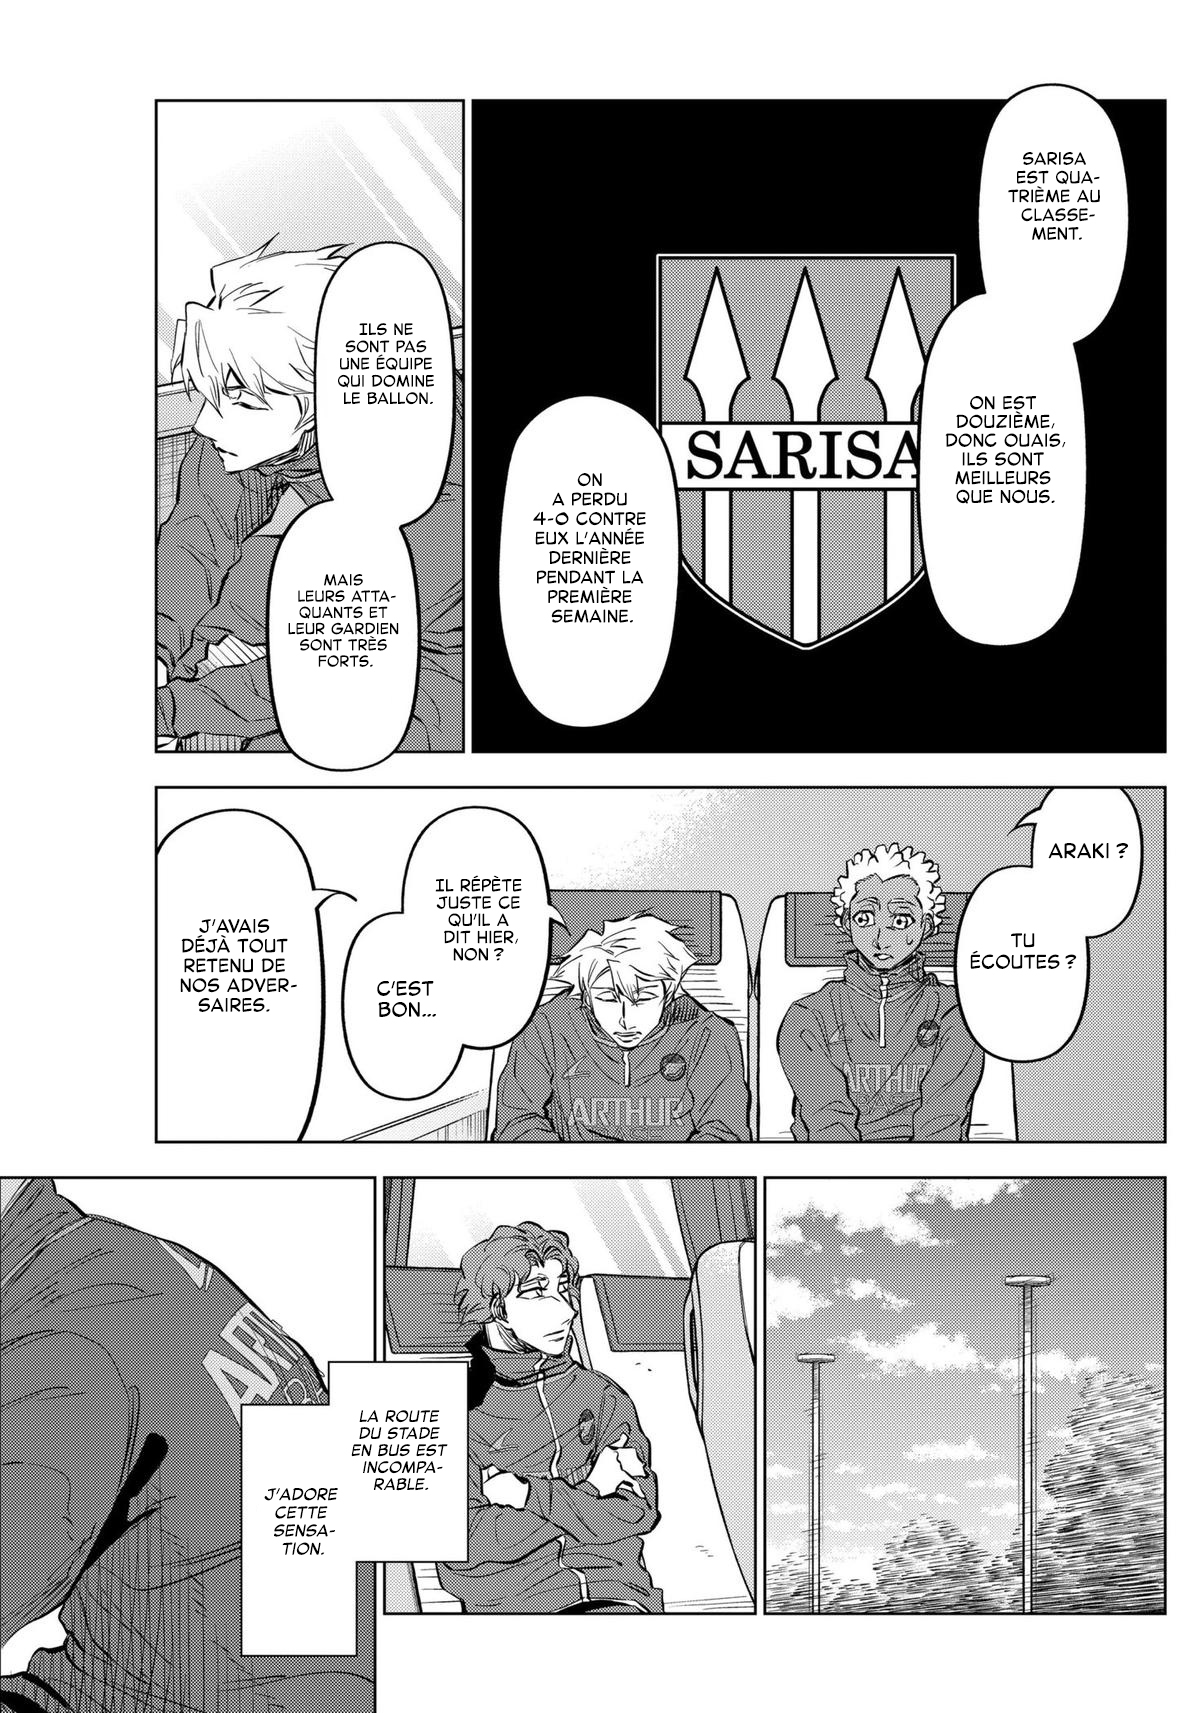 SARISA
EST QUA-
TRIÈME AU
CLASSE-
MENT.
ON EST
DOUZIÈME,
DONC OUAIS,
ILS SONT
MEILLEURS
QUE NOUS.
SARISA
ON
A PERDU
4-0 CONTRE
EUX L'ANNÉE
DERNIÈRE
PENDANT LA
PREMIÈRE
SEMAINE.
ILS NE
SONT PAS
UNE ÉQUIPE
QUI DOMINE
LE BALLON.
MAIS
LEURS ATTA-
QUANTS ET
LEUR GARDIEN
SONT TRÈS
FORTS.
ARAKI ?
TU
ÉCOUTES ?
ARTHUR
IL RÉPÈTE
JUSTE CE
QU'IL A
DIT HIER,
NON ?
C'EST
BON...
ARTHUR
J'AVAIS
DÉJÀ TOUT
RETENU DE
NOS ADVER-
SAIRES.
LA ROUTE
DU STADE
EN BUS EST
INCOMPA-
RABLE.
J'ADORE
CETTE
SENSA-
TION.